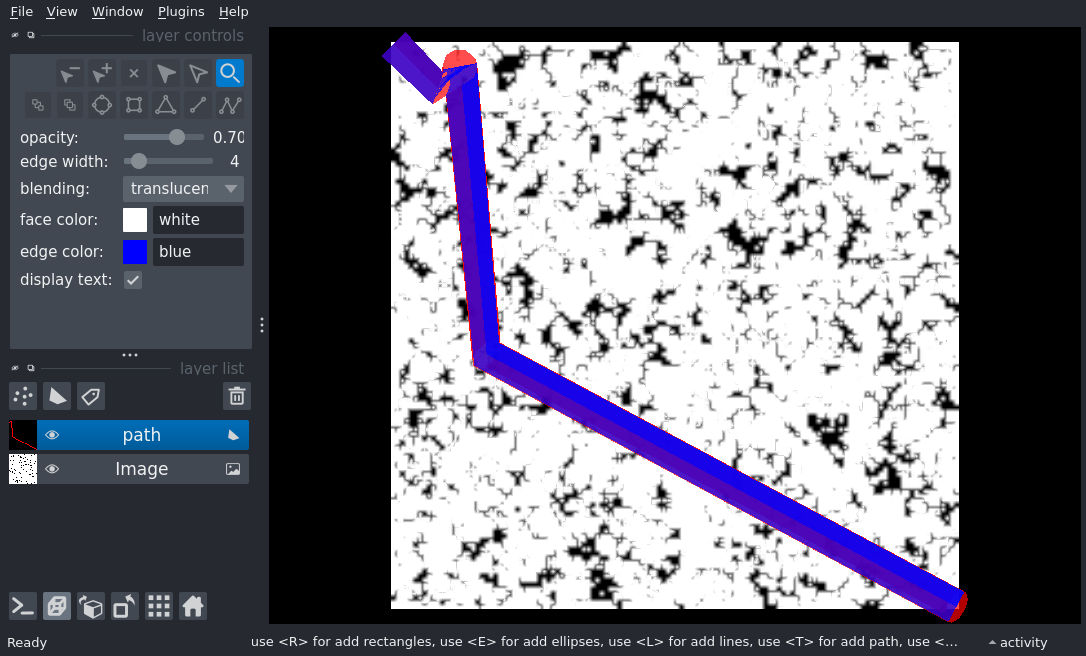 File View Window Plugins Help
layer controls
opacity: 0.70
edge width: 4
blending: translucen
face color: white
edge color: blue
display text:
layer list
path
Image
Ready use <R> for add rectangles, use <E> for add ellipses, use <L> for add lines, use <T> for add path, use <... activity